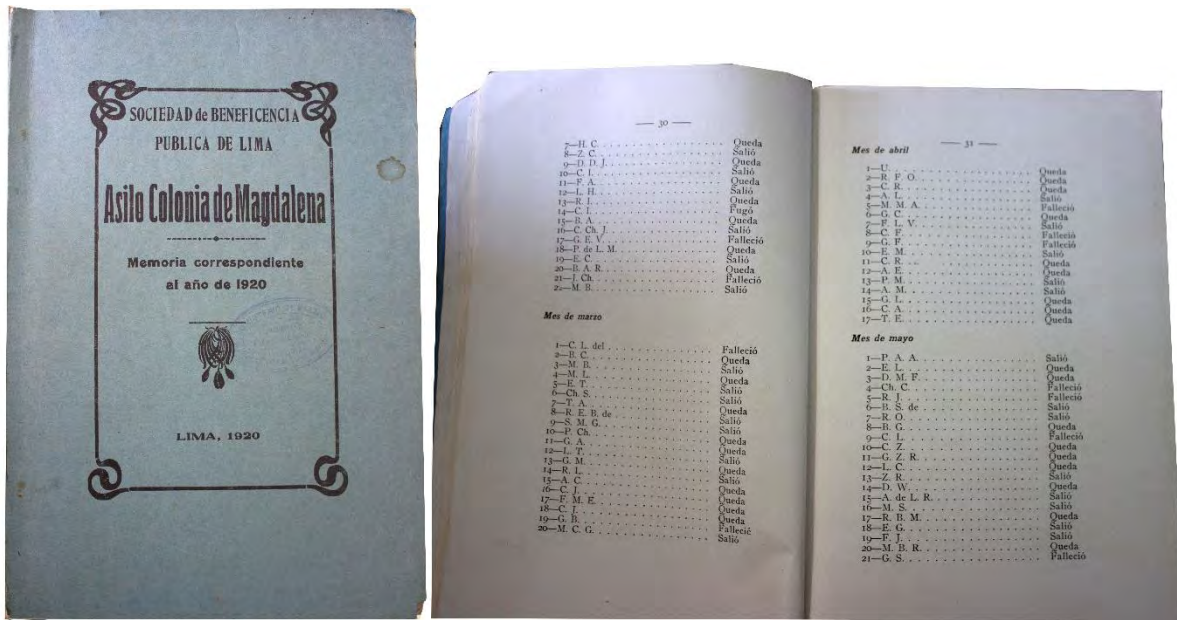 SOCIEDAD de BENEFICENCIA
PUBLICA DE LIMA
Asilo Colonia de Magdalena
Memoria correspondiente
al año de 1920
LIMA, 1920
— 30 —
7—H. C. . . . . . . . . . Queda
8—Z. C. . . . . . . . . . Salió
9—D. D. J. . . . . . . . . . Queda
10—C. I. . . . . . . . . . Salió
11—F. A. . . . . . . . . . Queda
12—L. H. . . . . . . . . . Salió
13—R. I. . . . . . . . . . Queda
14—C. I. . . . . . . . . . Fugó
15—B. A. . . . . . . . . . Queda
16—C. Ch. J. . . . . . . . . . Salió
17—G. E. V. . . . . . . . . . Falleció
18—P. de L. M. . . . . . . . . . Queda
19—E. C. . . . . . . . . . Salió
20—B. A. R. . . . . . . . . . Queda
21—J. Ch. . . . . . . . . . Falleció
22—M. B. . . . . . . . . . Salió
Mes de marzo
1—C. L. del . . . . . . . . . Falleció
2—B. C. . . . . . . . . . Queda
3—M. B. . . . . . . . . . Salió
4—M. L. . . . . . . . . . Queda
5—E. T. . . . . . . . . . Salió
6—Ch. S. . . . . . . . . . Salió
7—T. A. . . . . . . . . . Queda
8—R. E. B. de . . . . . . . . . Salió
9—S. M. G. . . . . . . . . . Salió
10—P. Ch. . . . . . . . . . Queda
11—G. A. . . . . . . . . . Queda
12—L. T. . . . . . . . . . Salió
13—G. M. . . . . . . . . . Queda
14—R. L. . . . . . . . . . Salió
15—A. C. . . . . . . . . . Queda
16—C. J. . . . . . . . . . Queda
17—F. M. E. . . . . . . . . . Queda
18—C. I. . . . . . . . . . Queda
19—G. B. . . . . . . . . . Falleció
20—M. C. G. . . . . . . . . . Salió
— 31 —
Mes de abril
1—U. . . . . . . . . . Queda
2—R. F. O. . . . . . . . . . Queda
3—C. R. . . . . . . . . . Queda
4—A. L. . . . . . . . . . Salió
5—M. M. A. . . . . . . . . . Falleció
6—G. C. . . . . . . . . . Queda
7—F. L. V. . . . . . . . . . Salió
8—C. F. . . . . . . . . . Falleció
9—G. F. . . . . . . . . . Falleció
10—E. M. . . . . . . . . . Salió
11—C. R. . . . . . . . . . Queda
12—A. E. . . . . . . . . . Queda
13—P. M. . . . . . . . . . Salió
14—A. M. . . . . . . . . . Salió
15—G. L. . . . . . . . . . Queda
16—C. A. . . . . . . . . . Queda
17—T. E. . . . . . . . . . Queda
Mes de mayo
1—P. A. A. . . . . . . . . . Salió
2—E. L. . . . . . . . . . Queda
3—D. M. F. . . . . . . . . . Queda
4—Ch. C. . . . . . . . . . Falleció
5—R. J. . . . . . . . . . Falleció
6—B. S. de . . . . . . . . . Salió
7—R. O. . . . . . . . . . Salió
8—B. G. . . . . . . . . . Queda
9—C. L. . . . . . . . . . Falleció
10—C. Z. . . . . . . . . . Queda
11—G. Z. R. . . . . . . . . . Queda
12—L. C. . . . . . . . . . Queda
13—Z. R. . . . . . . . . . Salió
14—D. W. . . . . . . . . . Queda
15—A. de L. R. . . . . . . . . . Salió
16—M. S. . . . . . . . . . Salió
17—R. B. M. . . . . . . . . . Queda
18—E. G. . . . . . . . . . Salió
19—F. J. . . . . . . . . . Salió
20—M. B. R. . . . . . . . . . Queda
21—G. S. . . . . . . . . . Falleció